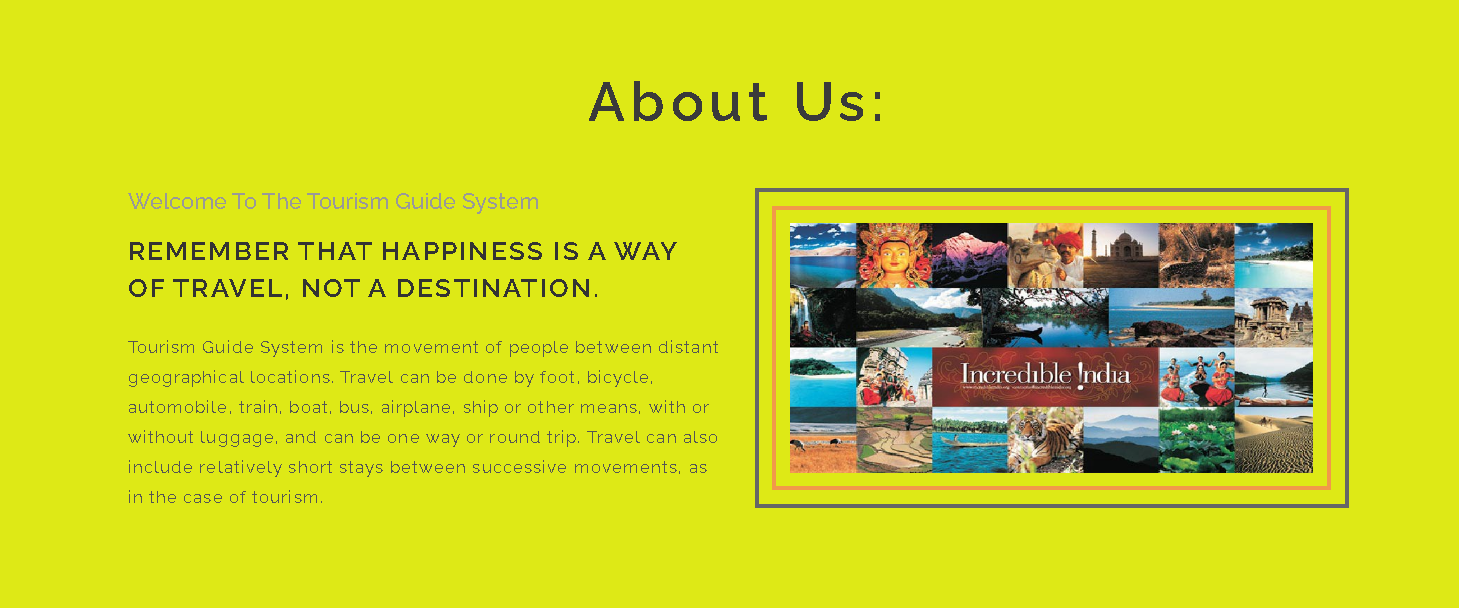 About Us:
Welcome To The Tourism Guide System
REMEMBER THAT HAPPINESS IS A WAY
OF TRAVEL, NOT A DESTINATION.
Tourism Guide System is the movement of people between distant
geographical locations. Travel can be done by foot, bicycle,
automobile, train, boat, bus, airplane, ship or other means, with or
without luggage, and can be one way or round trip. Travel can also
include relatively short stays between successive movements, as
in the case of tourism.
Incredible !ndia